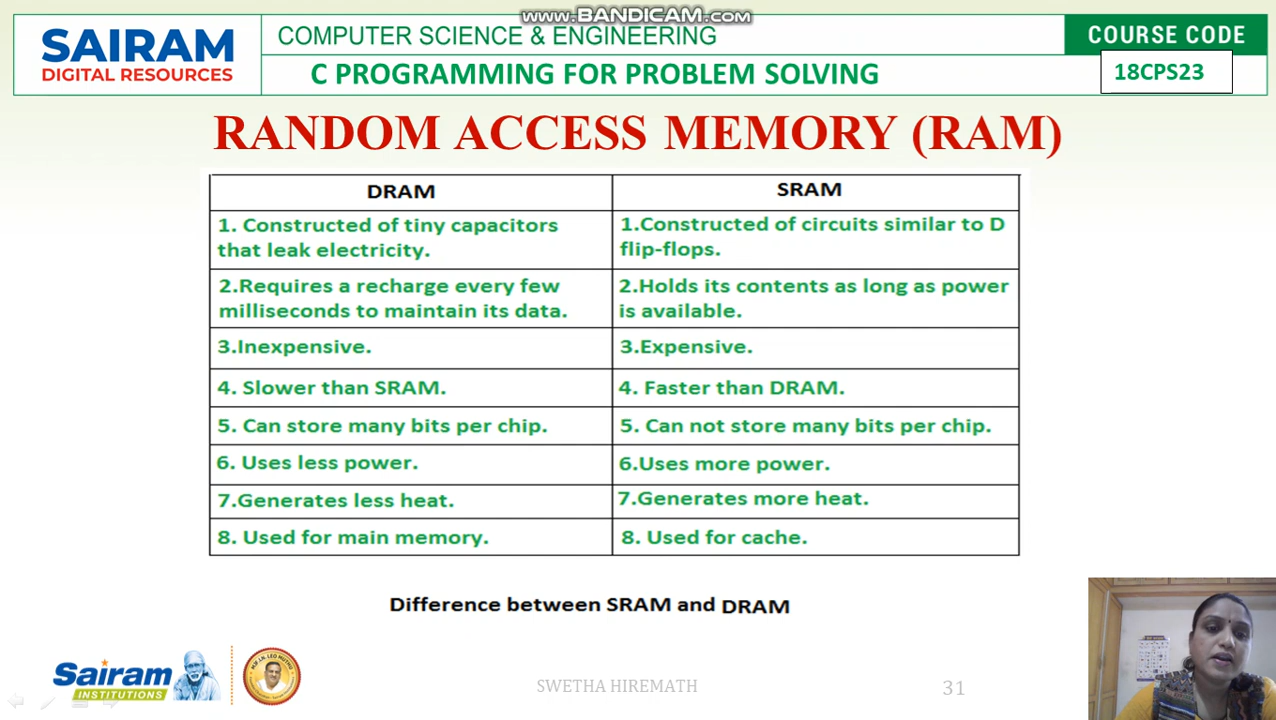 www.BANDICAM.com
SAIRAM
DIGITAL RESOURCES
COMPUTER SCIENCE & ENGINEERING
COURSE CODE
C PROGRAMMING FOR PROBLEM SOLVING
18CPS23
RANDOM ACCESS MEMORY (RAM)
DRAM
SRAM
1. Constructed of tiny capacitors
that leak electricity.
1.Constructed of circuits similar to D
flip-flops.
2.Requires a recharge every few
milliseconds to maintain its data.
2.Holds its contents as long as power
is available.
3.Inexpensive.
3.Expensive.
4. Slower than SRAM.
4. Faster than DRAM.
5. Can store many bits per chip.
5. Can not store many bits per chip.
6. Uses less power.
6.Uses more power.
7.Generates less heat.
7.Generates more heat.
8. Used for main memory.
8. Used for cache.
Difference between SRAM and DRAM
Sairam
INSTITUTIONS
SWETHA HIREMATH
31